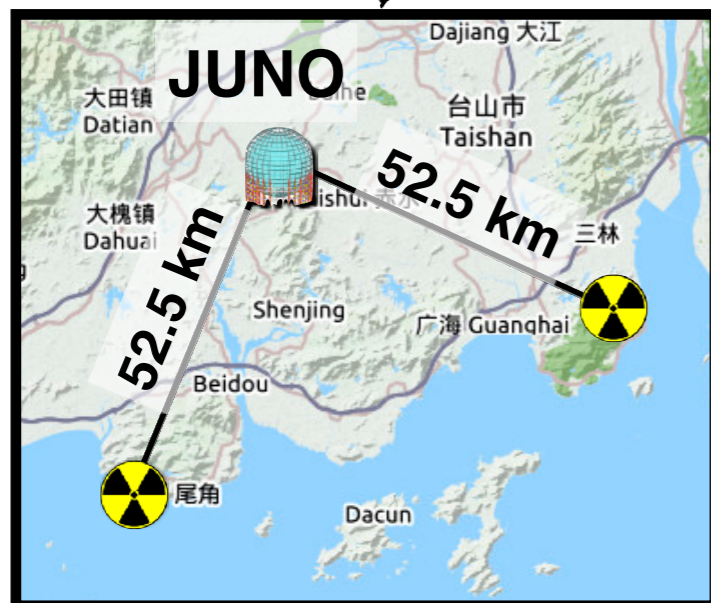 Dajiang 大江
JUNO
大田镇
Datian
台山市
Taishan
52.5 km
大槐镇
Dahuai
三林
52.5 km
Shenjing
广海 Guanghai
Beidou
尾角
Dacun